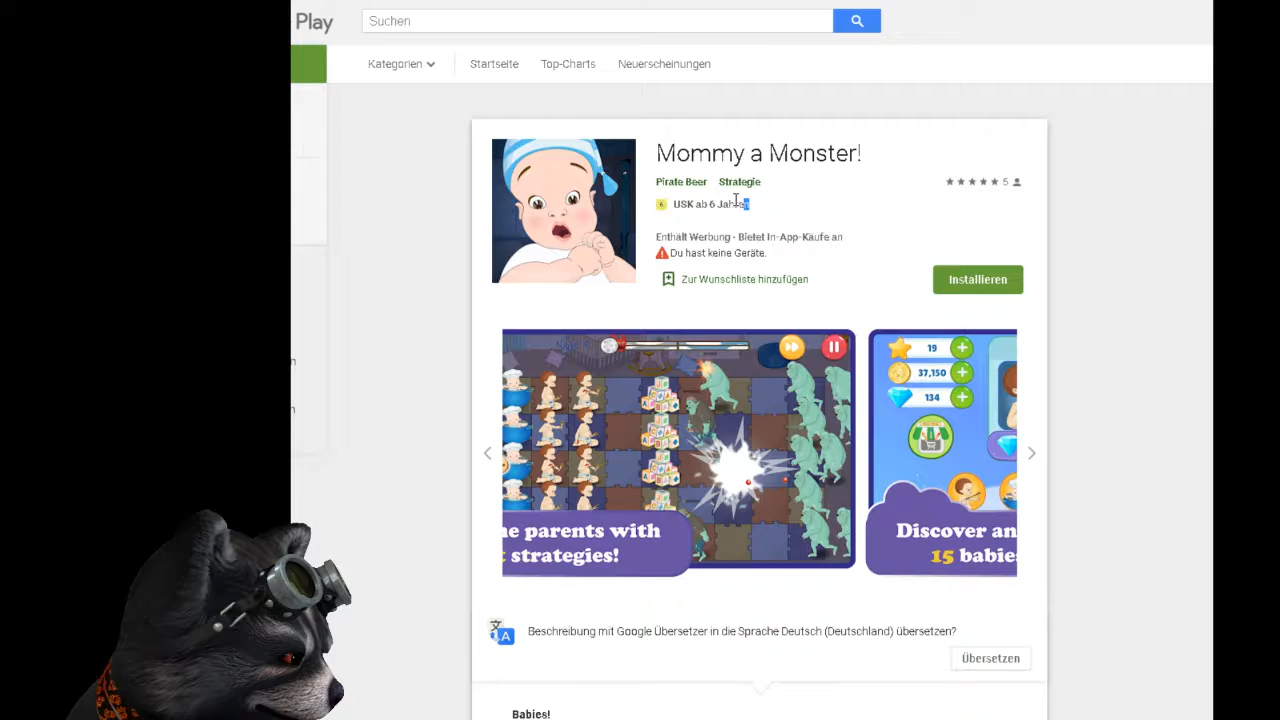 Play
Suchen
Kategorien
Startseite
Top-Charts
Neuerscheinungen
Mommy a Monster!
Pirate Beer Strategie
5
6 USK ab 6 Jahren
Enthält Werbung - Bietet In-App-Käufe an
Du hast keine Geräte.
Zur Wunschliste hinzufügen
Installieren
ne parents with
strategies!
19
37,150
134
Discover an
15 babie
Beschreibung mit Google Übersetzer in die Sprache Deutsch (Deutschland) übersetzen?
Übersetzen
Babies!